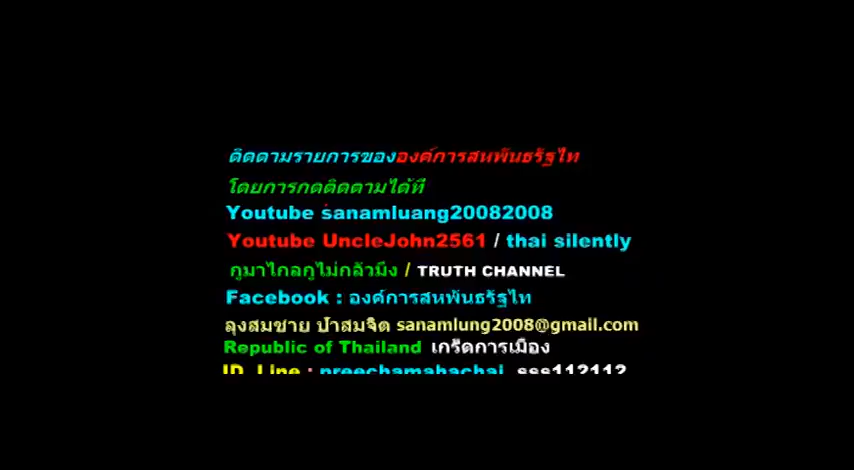 ติดตามรายการขององค์การสหพันธรัฐไท
โดยการกดติดตามได้ที่
Youtube sanamluang20082008
Youtube UncleJohn2561 / thai silently
กูมาไกลกูไม่กลัวมึง / TRUTH CHANNEL
Facebook : องค์การสหพันธรัฐไท
ลุงสมชาย ป้าสมจิต sanamlung2008@gmail.com
Republic of Thailand เกร็ดการเมือง
ID Line : preechamahachai sss112112